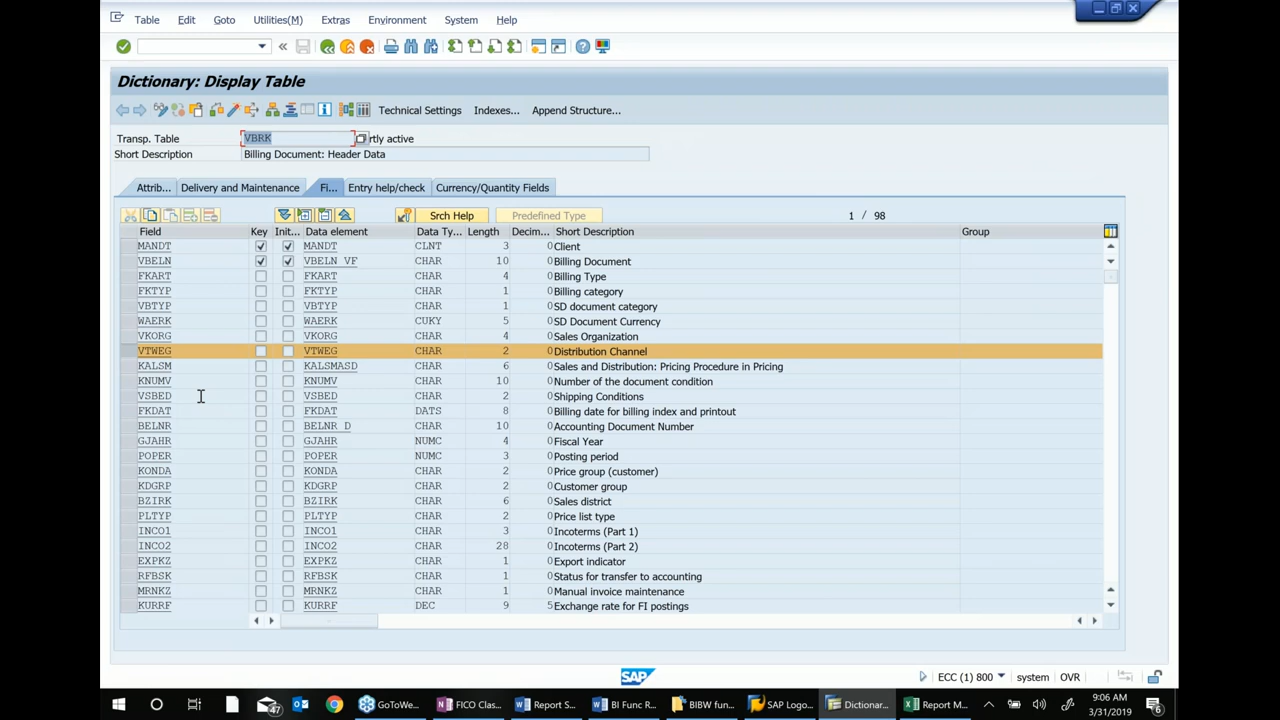 Table Edit Goto Utilities(M) Extras Environment System Help
Dictionary: Display Table
Technical Settings Indexes... Append Structure...
Transp. Table VBRK rtly active
Short Description Billing Document: Header Data
Attrib... Delivery and Maintenance Fi... Entry help/check Currency/Quantity Fields
Srch Help Predefined Type 1 / 98
Field Key Init... Data element Data Ty... Length Decim... Short Description Group
MANDT MANDT CLNT 3 0 Client
VBELN VBELN VF CHAR 10 0 Billing Document
FKART FKART CHAR 4 0 Billing Type
FKTYP FKTYP CHAR 1 0 Billing category
VBTYP VBTYP CHAR 1 0 SD document category
WAERK WAERK CUKY 5 0 SD Document Currency
VKORG VKORG CHAR 4 0 Sales Organization
VTWEG VTWEG CHAR 2 0 Distribution Channel
KALSM KALSMASD CHAR 6 0 Sales and Distribution: Pricing Procedure in Pricing
KNUMV KNUMV CHAR 10 0 Number of the document condition
VSBED VSBED CHAR 2 0 Shipping Conditions
FKDAT FKDAT DATS 8 0 Billing date for billing index and printout
BELNR BELNR D CHAR 10 0 Accounting Document Number
GJAHR GJAHR NUMC 4 0 Fiscal Year
POPER POPER NUMC 3 0 Posting period
KONDA KONDA CHAR 2 0 Price group (customer)
KDGRP KDGRP CHAR 2 0 Customer group
BZIRK BZIRK CHAR 6 0 Sales district
PLTYP PLTYP CHAR 2 0 Price list type
INCO1 INCO1 CHAR 3 0 Incoterms (Part 1)
INCO2 INCO2 CHAR 28 0 Incoterms (Part 2)
EXPKZ EXPKZ CHAR 1 0 Export indicator
RFBSK RFBSK CHAR 1 0 Status for transfer to accounting
MRNKZ MRNKZ CHAR 1 0 Manual invoice maintenance
KURRF KURRF DEC 9 5 Exchange rate for FI postings
SAP ECC (1) 800 system OVR
GoToWe... FICO Clas... Report S... BI Func R... BIBW fun... SAP Logo... Dictionar... Report M... 9:06 AM
3/31/2019 6